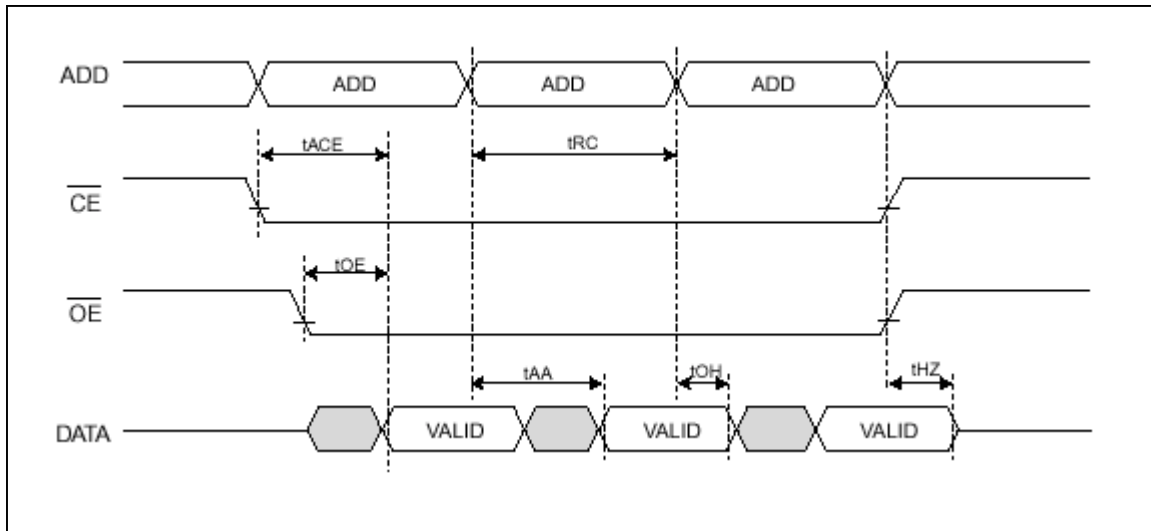 ADD ADD ADD ADD
tACE tRC
CE
tOE
OE
tAA tOH tHZ
DATA VALID VALID VALID